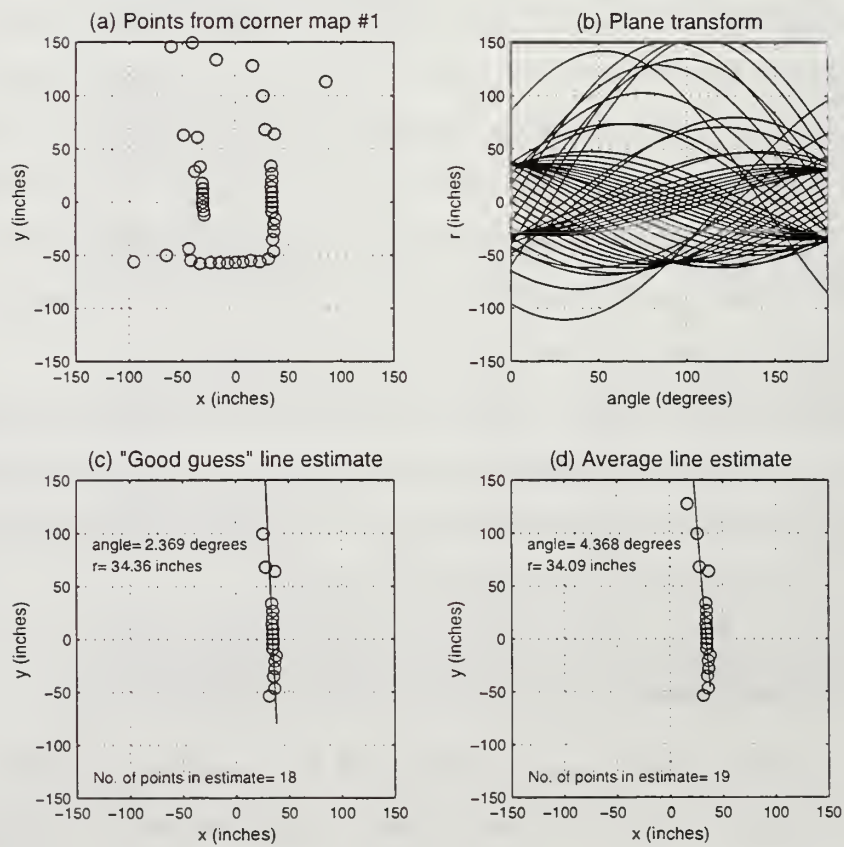 (a) Points from corner map #1
150
100
50
0
−50
−100
−150
y (inches)
−150 −100 −50 0 50 100 150
x (inches)
(b) Plane transform
150
100
50
0
−50
−100
−150
r (inches)
0 50 100 150
angle (degrees)
(c) "Good guess" line estimate
150
100
50
0
−50
−100
−150
y (inches)
angle= 2.369 degrees
r= 34.36 inches
No. of points in estimate= 18
−150 −100 −50 0 50 100 150
x (inches)
(d) Average line estimate
150
100
50
0
−50
−100
−150
y (inches)
angle= 4.368 degrees
r= 34.09 inches
No. of points in estimate= 19
−150 −100 −50 0 50 100 150
x (inches)